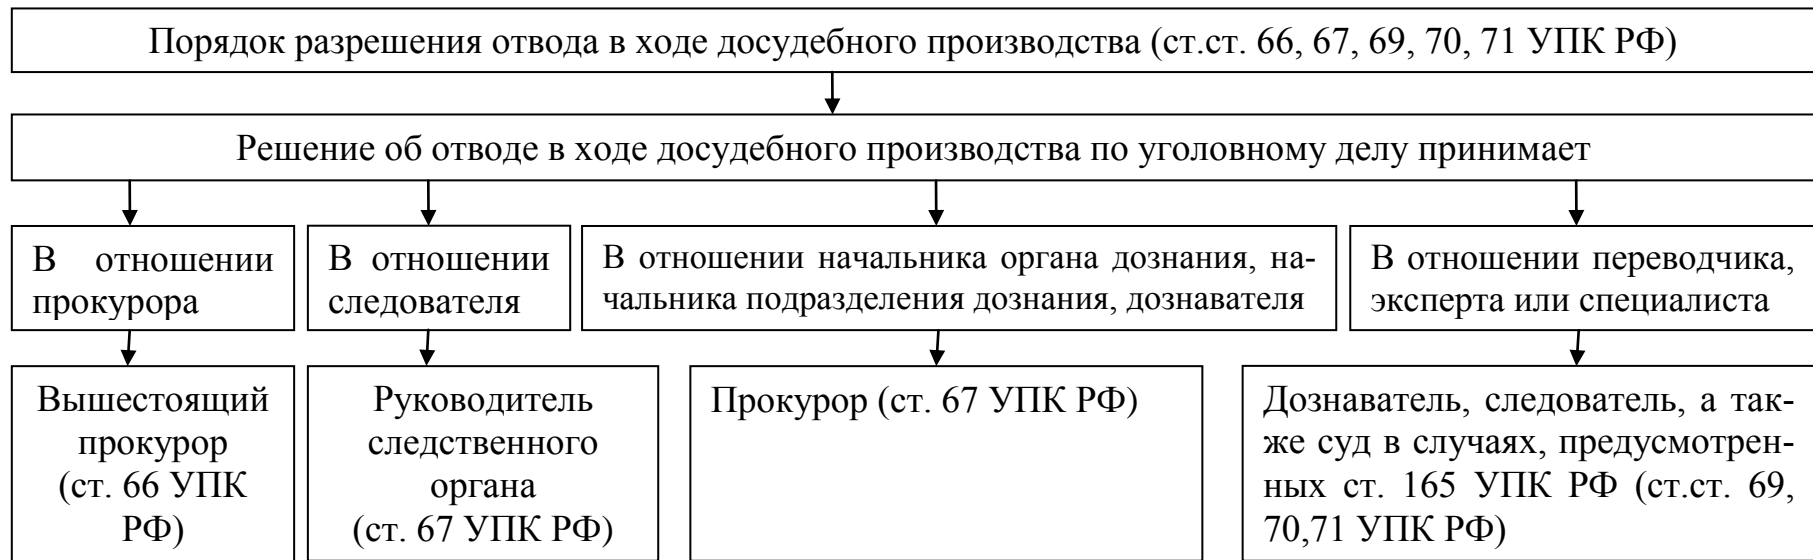 Порядок разрешения отвода в ходе досудебного производства (ст.ст. 66, 67, 69, 70, 71 УПК РФ)
Решение об отводе в ходе досудебного производства по уголовному делу принимает
В отношении
прокурора
В отношении
следователя
В отношении начальника органа дознания, на-
чальника подразделения дознания, дознавателя
В отношении переводчика,
эксперта или специалиста
Вышестоящий
прокурор
(ст. 66 УПК
РФ)
Руководитель
следственного
органа
(ст. 67 УПК РФ)
Прокурор (ст. 67 УПК РФ)
Дознаватель, следователь, а так-
же суд в случаях, предусмотрен-
ных ст. 165 УПК РФ (ст.ст. 69,
70,71 УПК РФ)